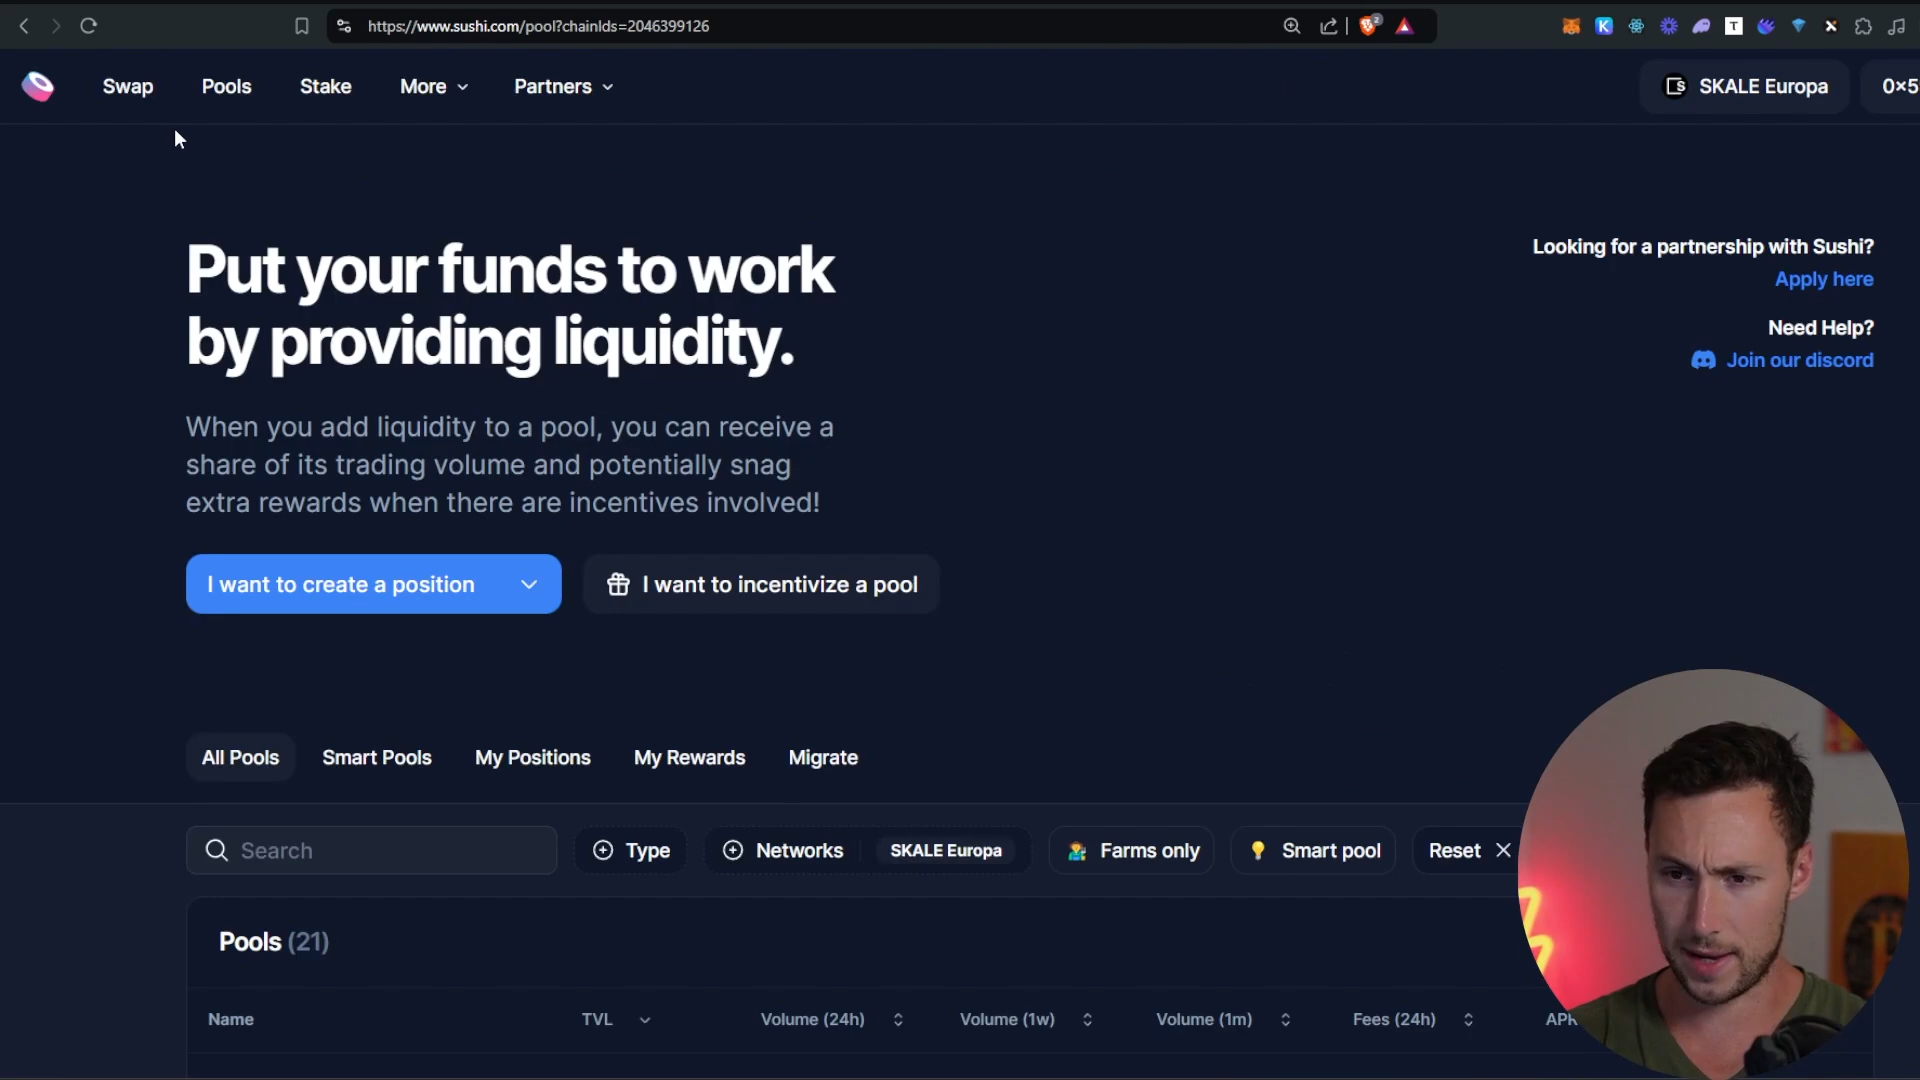 https://www.sushi.com/pool?chainIds=2046399126
2
K
T
Swap
Pools
Stake
More
Partners
SKALE Europa
0x5
Put your funds to work
by providing liquidity.
Looking for a partnership with Sushi?
Apply here
Need Help?
Join our discord
When you add liquidity to a pool, you can receive a
share of its trading volume and potentially snag
extra rewards when there are incentives involved!
I want to create a position
I want to incentivize a pool
All Pools
Smart Pools
My Positions
My Rewards
Migrate
Search
Type
Networks
SKALE Europa
Farms only
Smart pool
Reset
Pools (21)
Name
TVL
Volume (24h)
Volume (1w)
Volume (1m)
Fees (24h)
APR